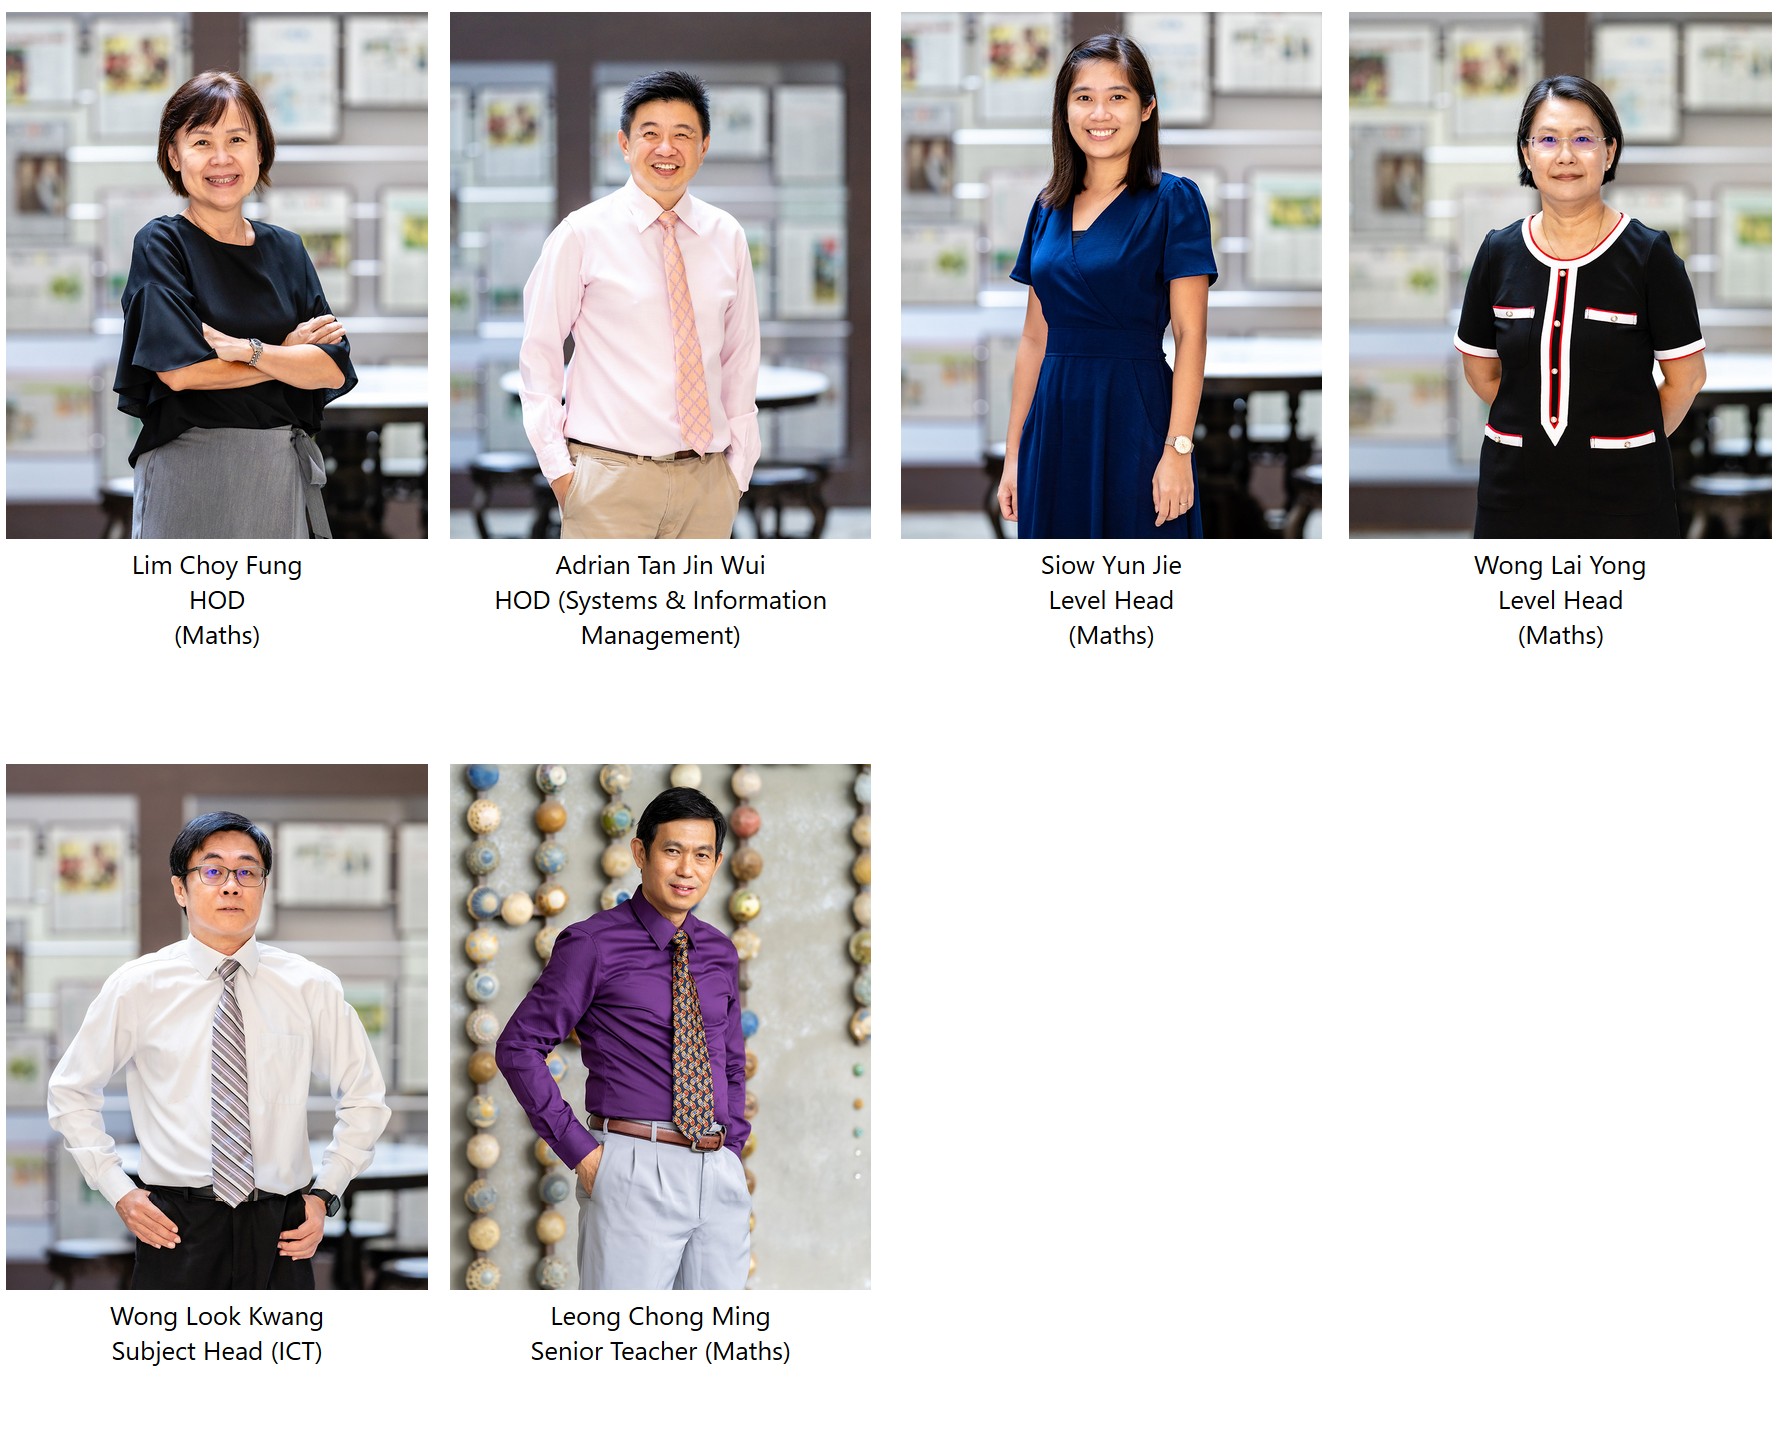 Lim Choy Fung
HOD
(Maths)
Adrian Tan Jin Wui
HOD (Systems & Information
Management)
Siow Yun Jie
Level Head
(Maths)
Wong Lai Yong
Level Head
(Maths)
Wong Look Kwang
Subject Head (ICT)
Leong Chong Ming
Senior Teacher (Maths)